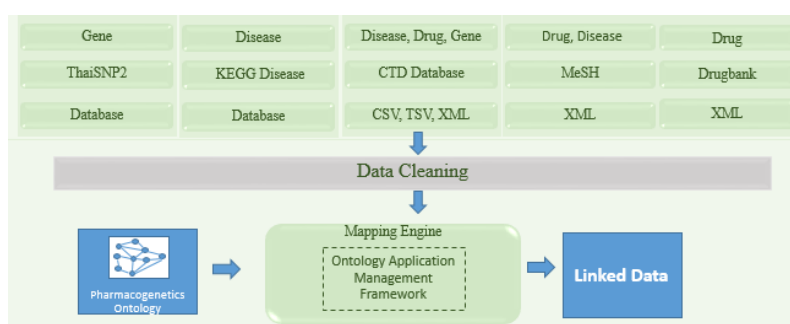 Gene
Disease
Disease, Drug, Gene
Drug, Disease
Drug
ThaiSNP2
KEGG Disease
CTD Database
MeSH
Drugbank
Database
Database
CSV, TSV, XML
XML
XML
Data Cleaning
Mapping Engine
Ontology Application
Management
Framework
Pharmacogenetics
Ontology
Linked Data